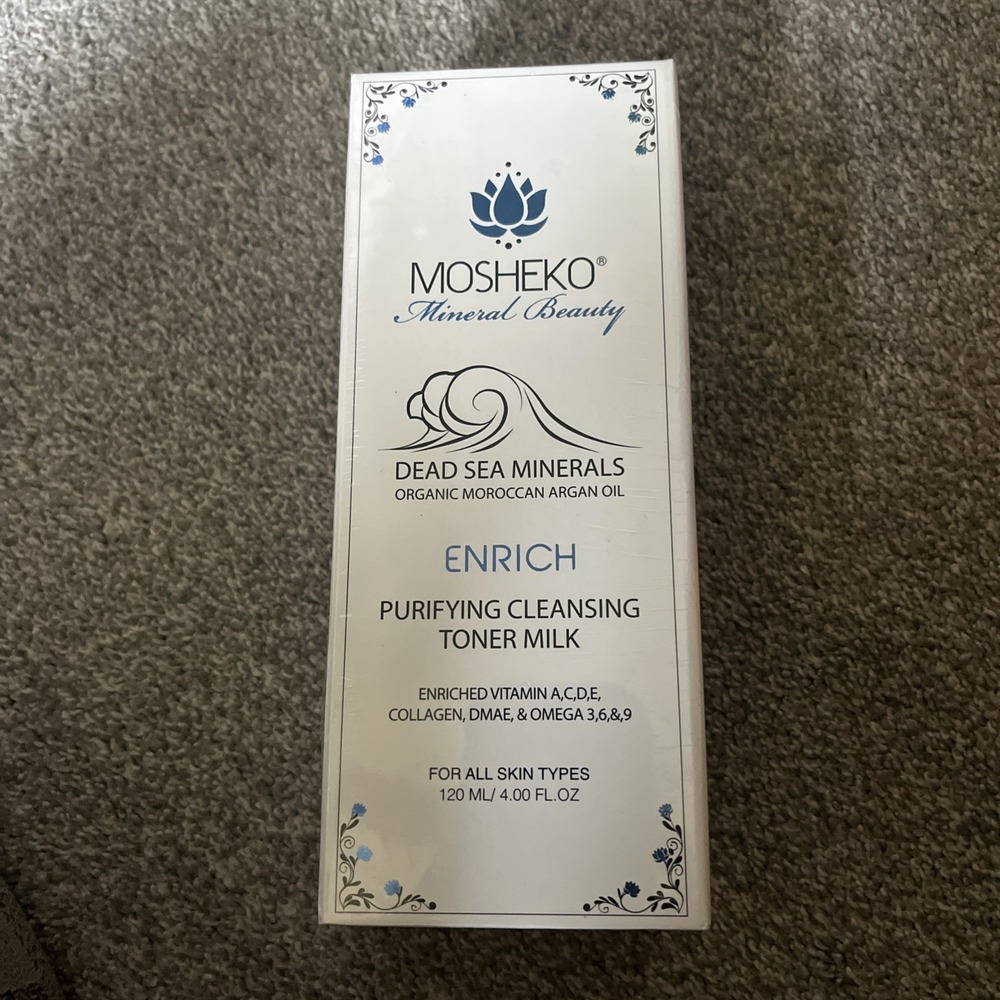 MOSHEKO®
Mineral Beauty
DEAD SEA MINERALS
ORGANIC MOROCCAN ARGAN OIL
ENRICH
PURIFYING CLEANSING
TONER MILK
ENRICHED VITAMIN A,C,D,E,
COLLAGEN, DMAE, & OMEGA 3,6,&,9
FOR ALL SKIN TYPES
120 ML/ 4.00 FL.OZ